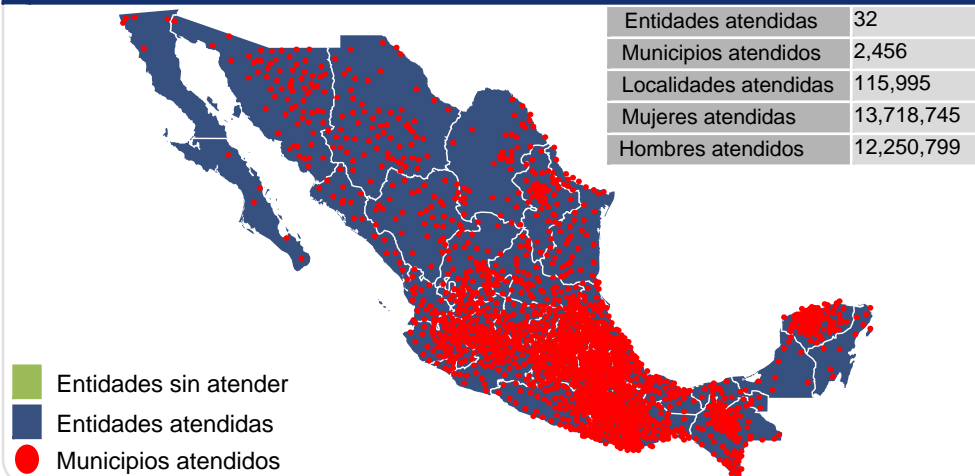 Entidades atendidas 32
Municipios atendidos 2,456
Localidades atendidas 115,995
Mujeres atendidas 13,718,745
Hombres atendidos 12,250,799
Entidades sin atender
Entidades atendidas
Municipios atendidos